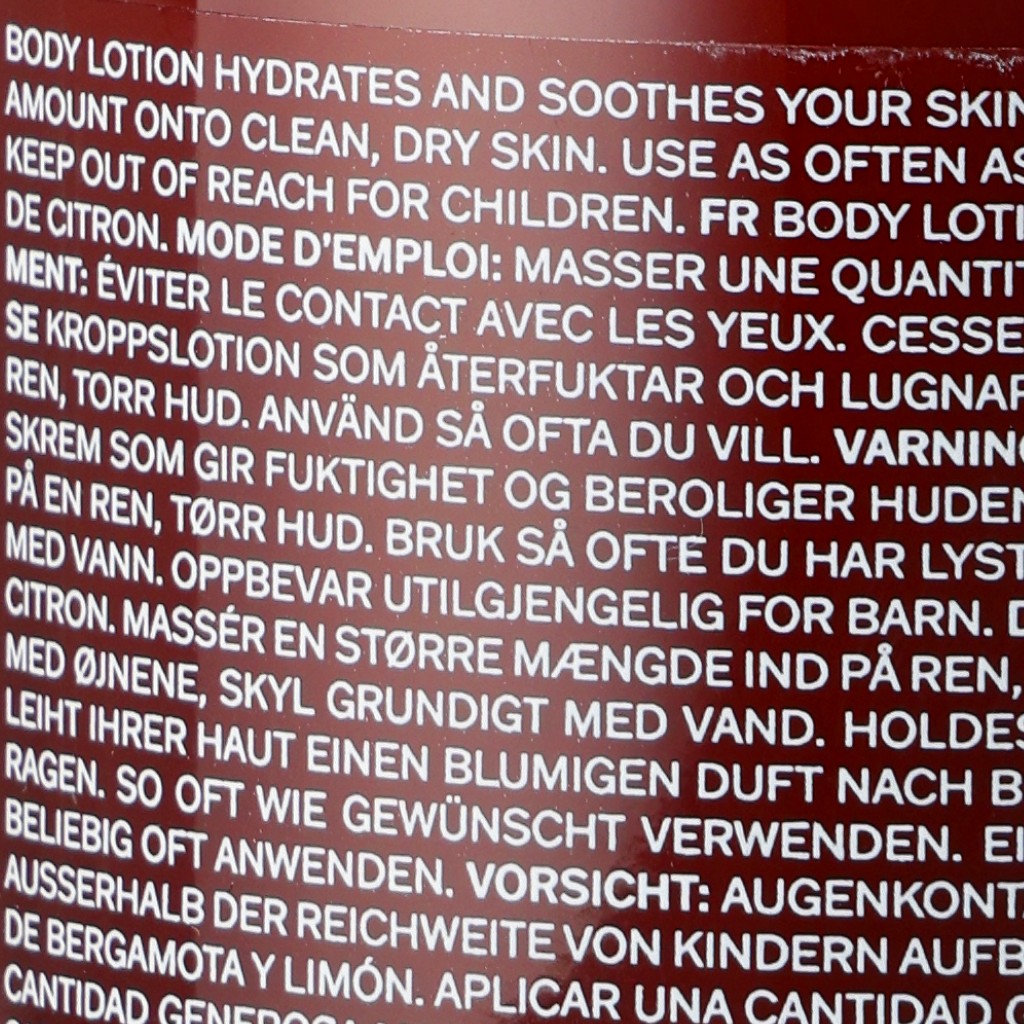 BODY LOTION HYDRATES AND SOOTHES YOUR SKIN
AMOUNT ONTO CLEAN, DRY SKIN. USE AS OFTEN AS
KEEP OUT OF REACH FOR CHILDREN. FR BODY LOTI
DE CITRON. MODE D'EMPLOI: MASSER UNE QUANTIT
MENT: ÉVITER LE CONTACT AVEC LES YEUX. CESSE
SE KROPPSLOTION SOM ÅTERFUKTAR OCH LUGNAR
REN, TORR HUD. ANVÄND SÅ OFTA DU VILL. VARNING
SKREM SOM GIR FUKTIGHET OG BEROLIGER HUDEN
PÅ EN REN, TØRR HUD. BRUK SÅ OFTE DU HAR LYST
MED VANN. OPPBEVAR UTILGJENGELIG FOR BARN. D
CITRON. MASSÉR EN STØRRE MÆNGDE IND PÅ REN,
MED ØJNENE, SKYL GRUNDIGT MED VAND. HOLDES
LEIHT IHRER HAUT EINEN BLUMIGEN DUFT NACH B
RAGEN. SO OFT WIE GEWÜNSCHT VERWENDEN. EI
BELIEBIG OFT ANWENDEN. VORSICHT: AUGENKONT
AUSSERHALB DER REICHWEITE VON KINDERN AUFB
DE BERGAMOTA Y LIMÓN. APLICAR UNA CANTIDAD
CANTIDAD GENEROSA